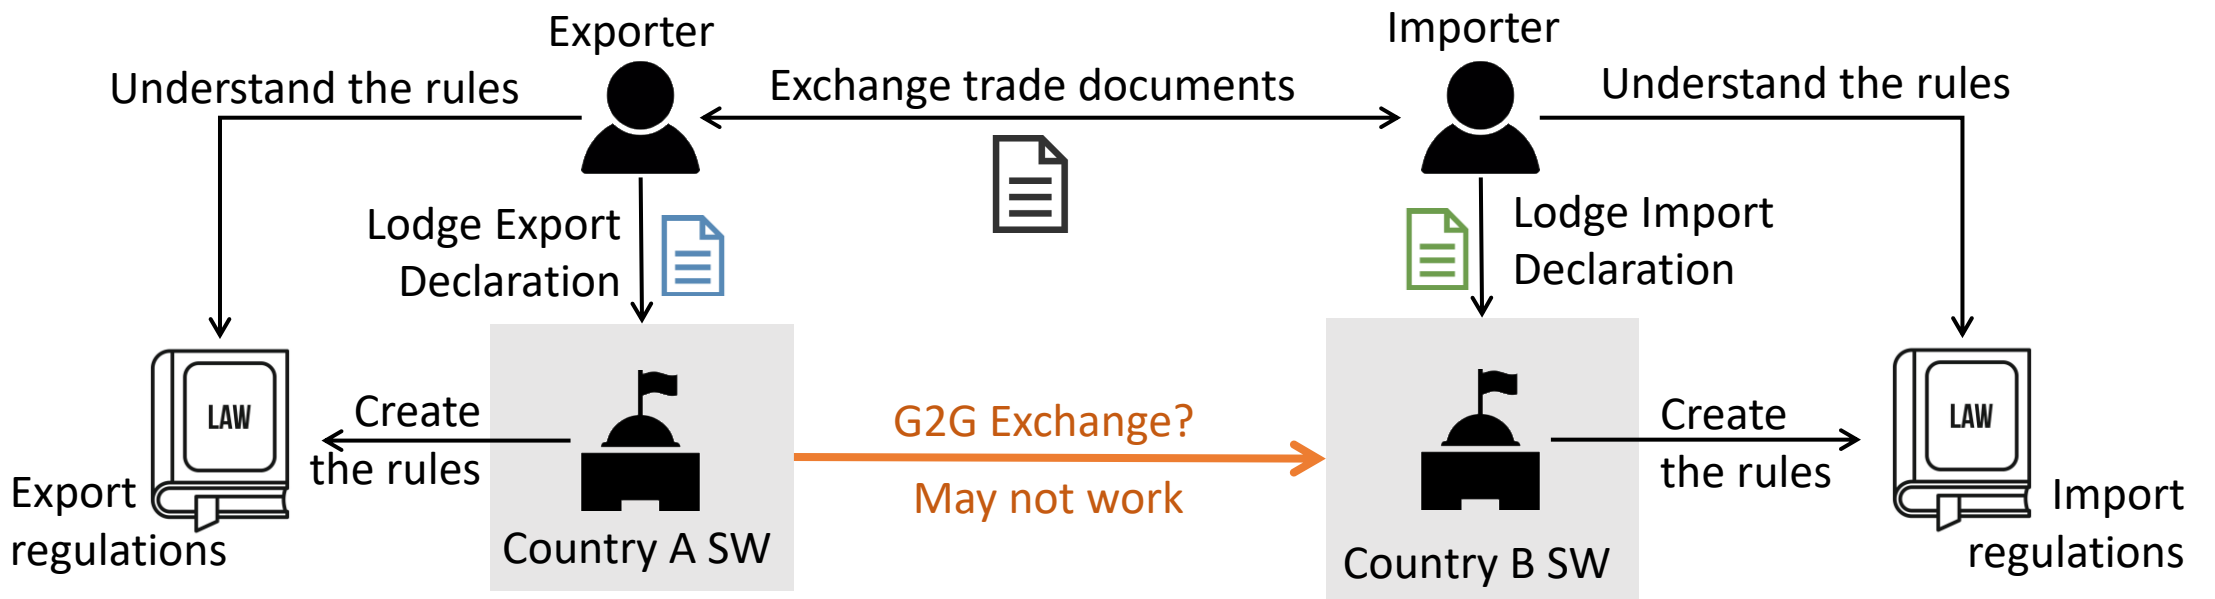 Exporter
Importer
Understand the rules
Exchange trade documents
Understand the rules
Lodge Export
Declaration
Lodge Import
Declaration
LAW
Create
the rules
G2G Exchange?
May not work
Create
the rules
LAW
Export
regulations
Country A SW
Country B SW
Import
regulations